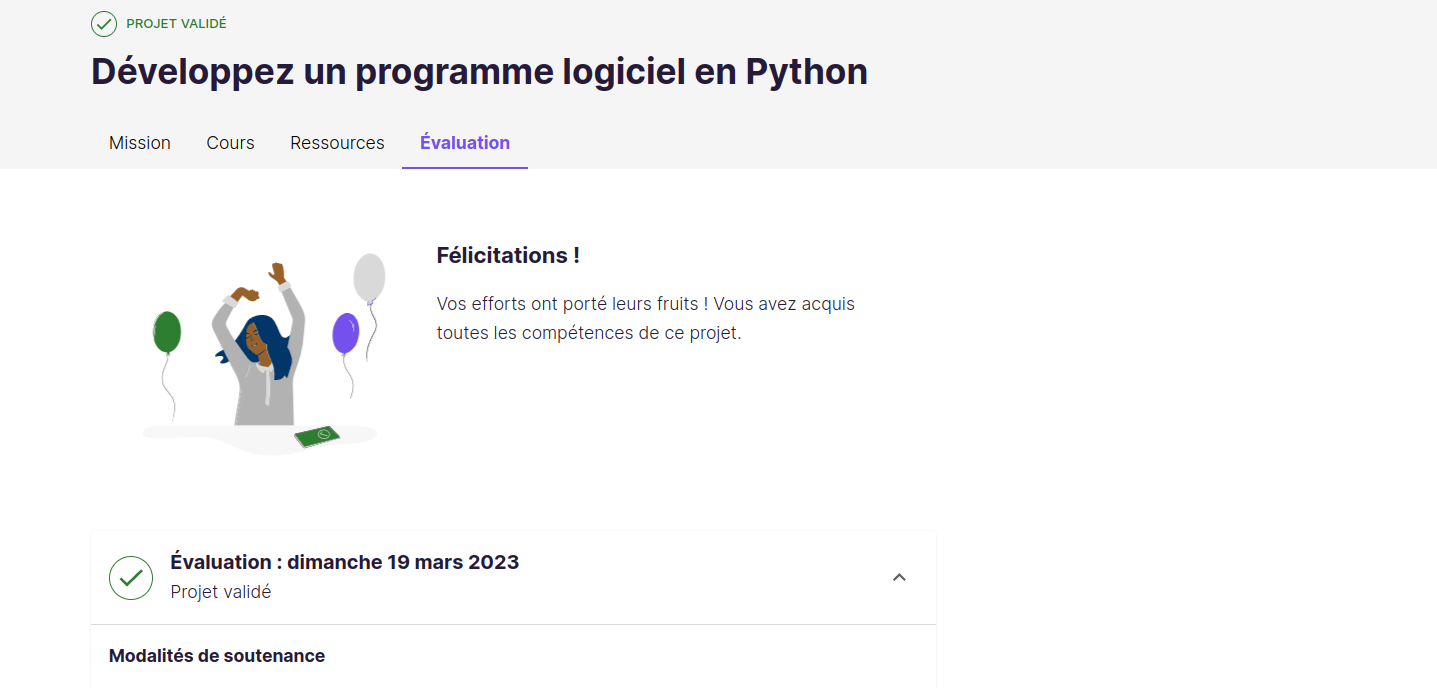 PROJET VALIDÉ
Développez un programme logiciel en Python
Mission Cours Ressources Évaluation
Félicitations !
Vos efforts ont porté leurs fruits ! Vous avez acquis
toutes les compétences de ce projet.
Évaluation : dimanche 19 mars 2023
Projet validé
Modalités de soutenance